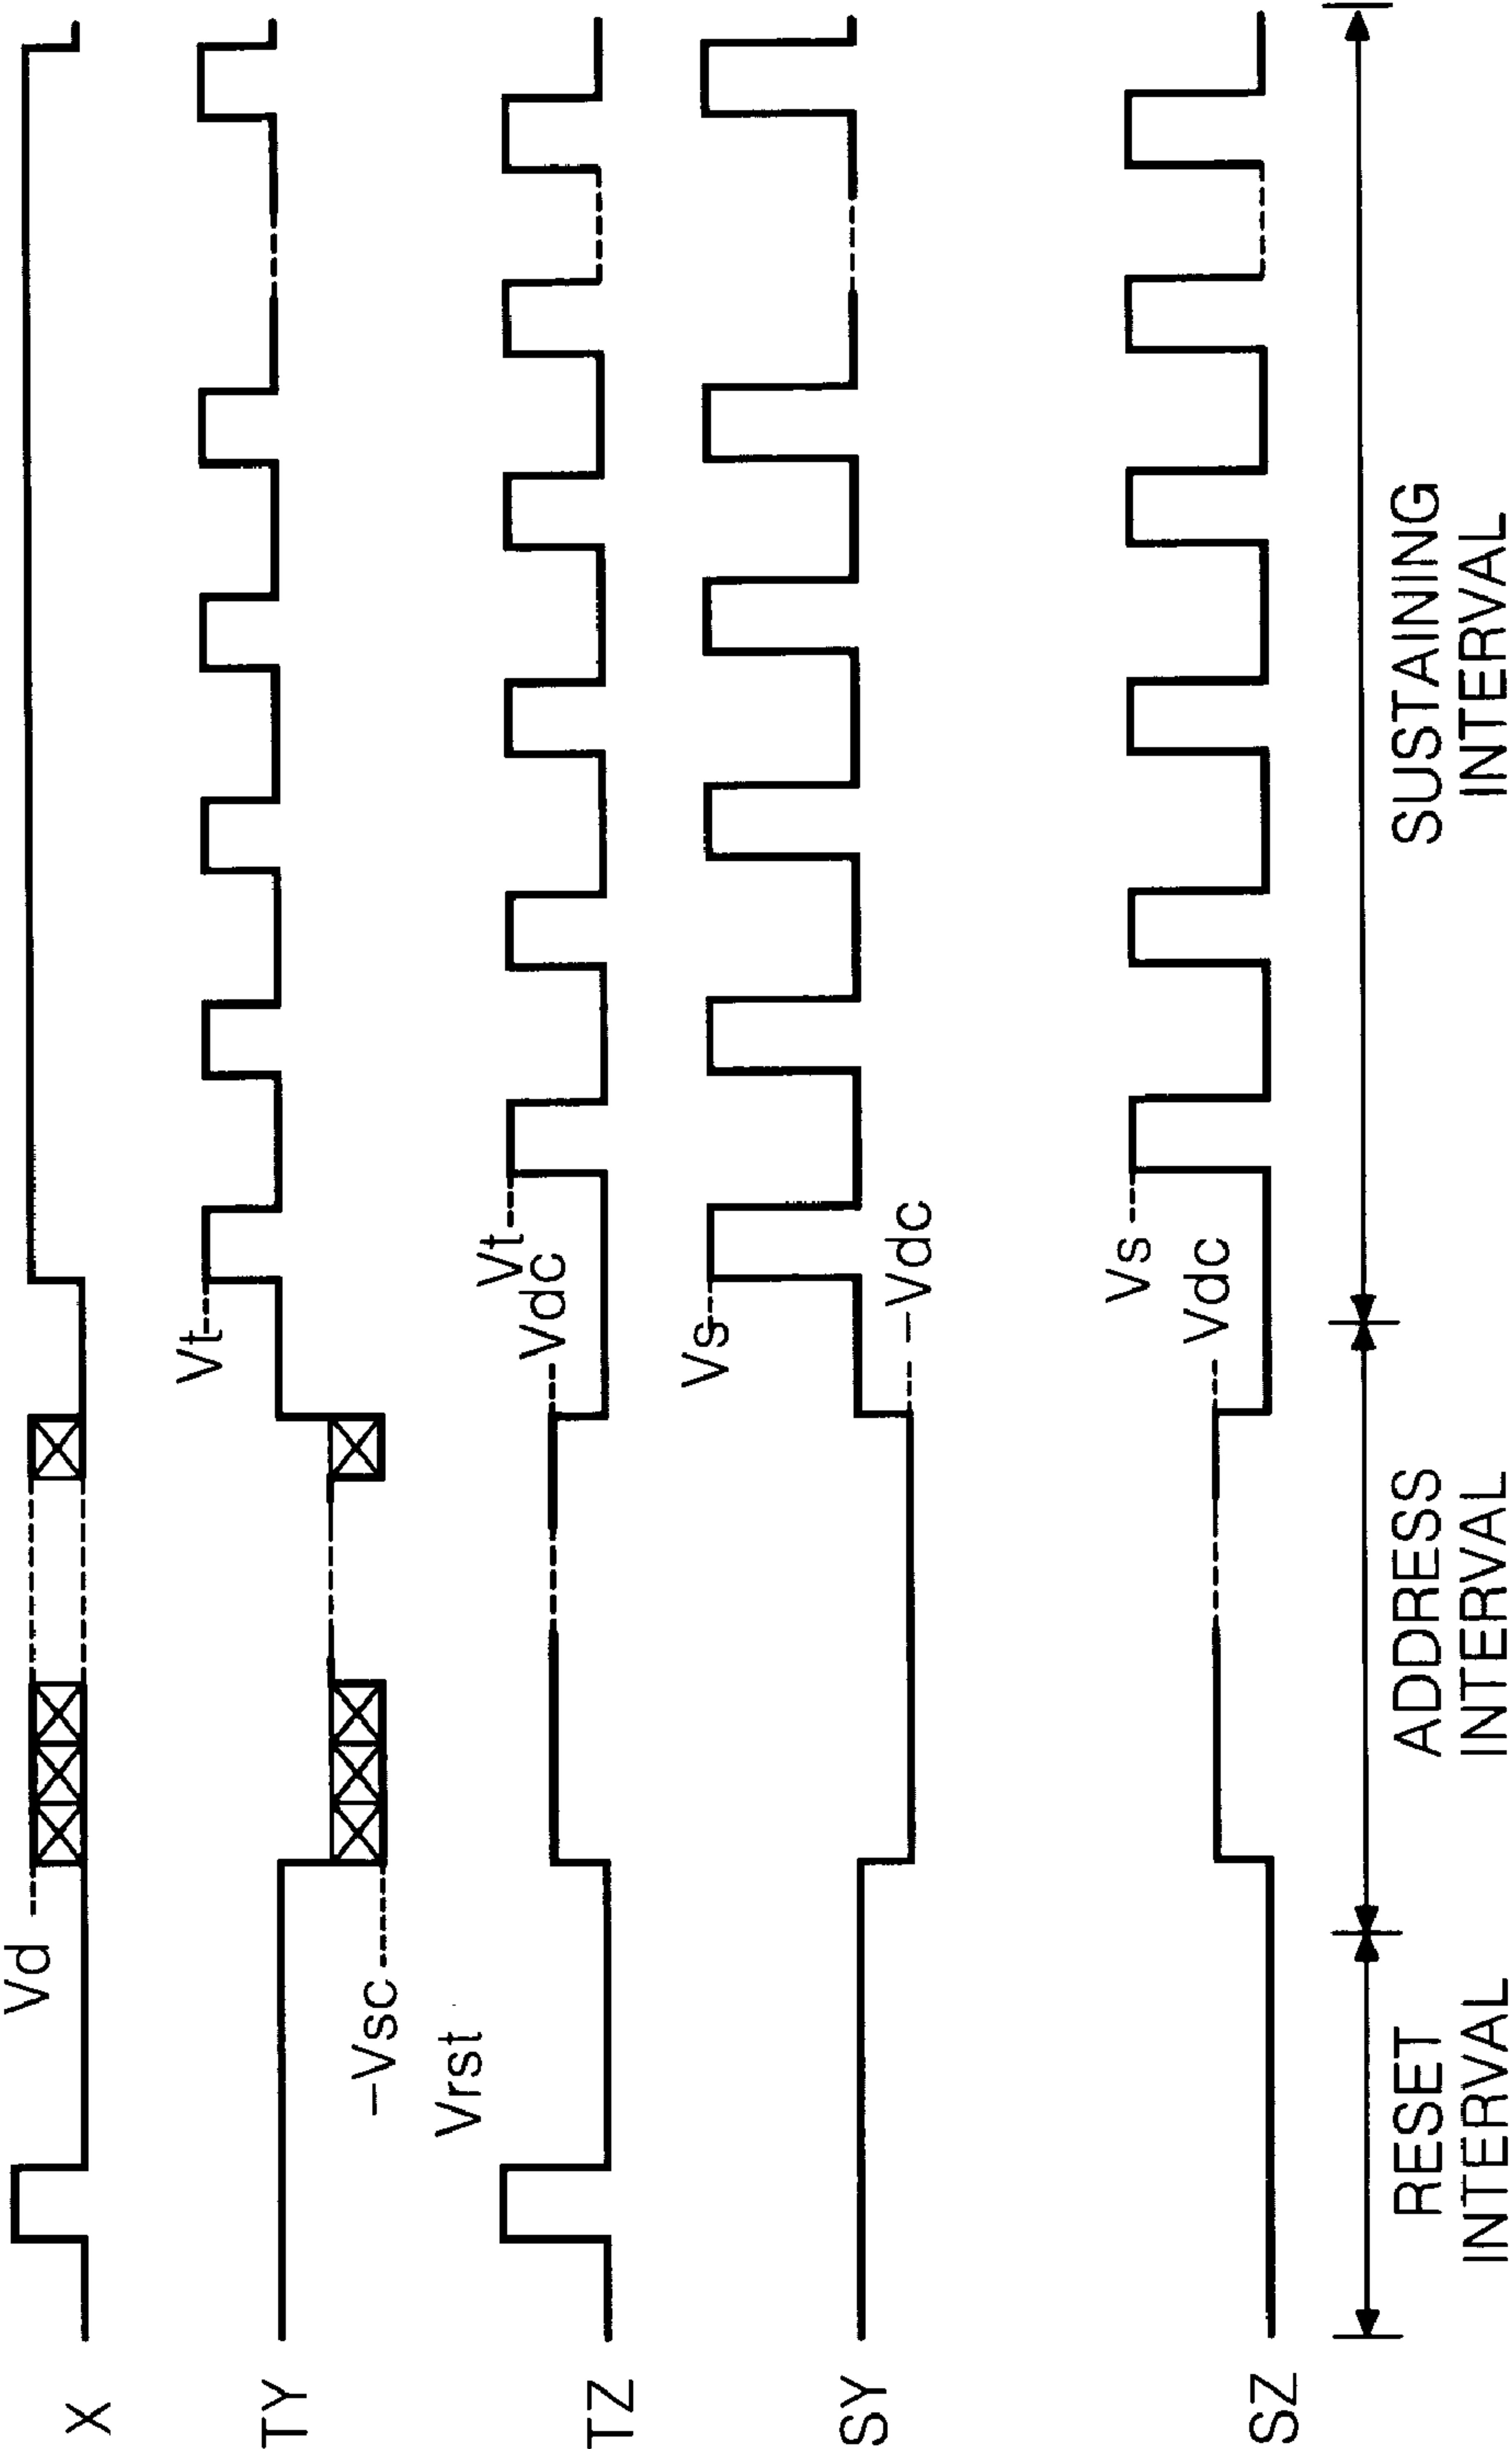 X
Vd
TY
-Vsc
Vt
TZ
Vrst
Vdc
Vt
SY
Vs
-Vdc
SZ
Vdc
Vs
RESET
INTERVAL
ADDRESS
INTERVAL
SUSTAINING
INTERVAL